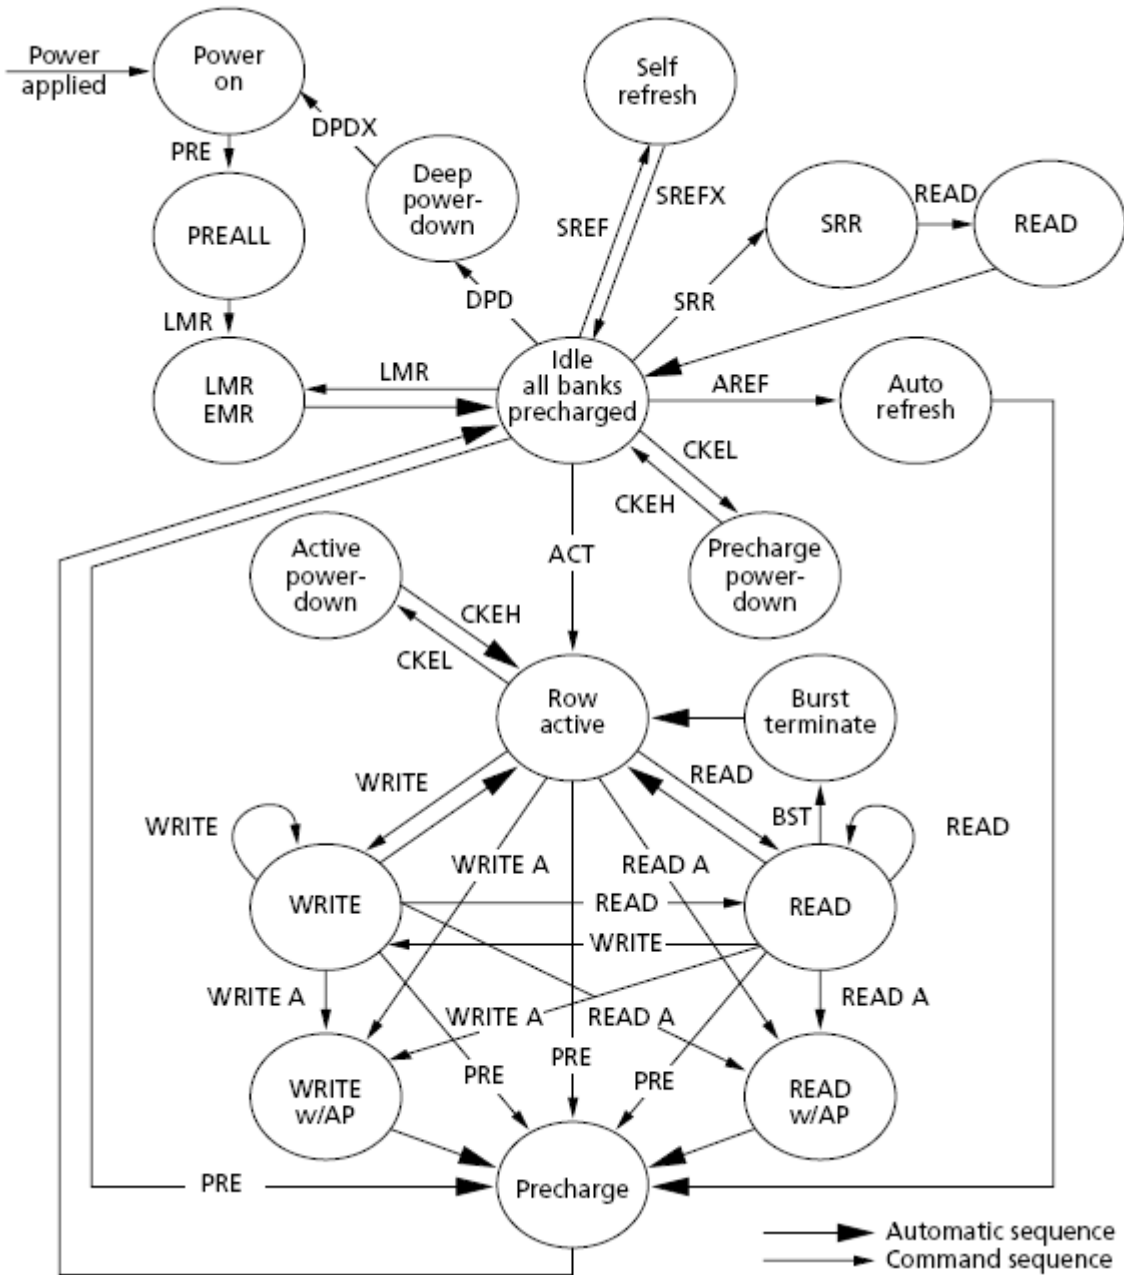 Power
applied
Power
on
Self
refresh
DPDX
PRE
Deep
power-
down
SREFX
READ
SRR
READ
PREALL
SREF
DPD
SRR
LMR
LMR
EMR
LMR
Idle
all banks
precharged
AREF
Auto
refresh
CKEL
CKEH
Active
power-
down
ACT
Precharge
power-
down
CKEH
CKEL
Row
active
Burst
terminate
WRITE
READ
BST
WRITE
READ
WRITE A
READ A
WRITE
READ
READ
WRITE
WRITE A
WRITE A
READ A
READ A
PRE
PRE
PRE
WRITE
w/AP
READ
w/AP
PRE
Precharge
Automatic sequence
Command sequence